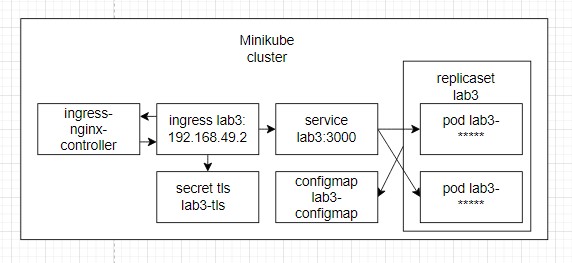 Minikube
cluster
replicaset
lab3
ingress-
nginx-
controller
ingress lab3:
192.168.49.2
service
lab3:3000
pod lab3-
*****
secret tls
lab3-tls
configmap
lab3-
configmap
pod lab3-
*****